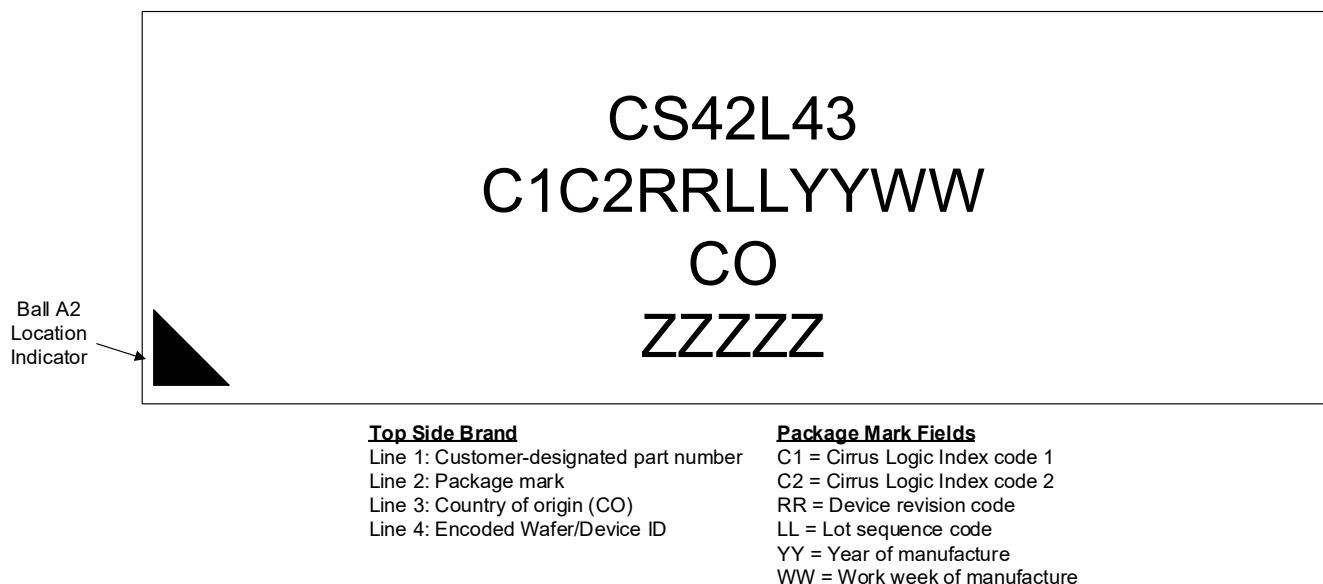 CS42L43
C1C2RRLLYYWW
CO
ZZZZZ
Ball A2
Location
Indicator
Top Side Brand
Line 1: Customer-designated part number
Line 2: Package mark
Line 3: Country of origin (CO)
Line 4: Encoded Wafer/Device ID
Package Mark Fields
C1 = Cirrus Logic Index code 1
C2 = Cirrus Logic Index code 2
RR = Device revision code
LL = Lot sequence code
YY = Year of manufacture
WW = Work week of manufacture